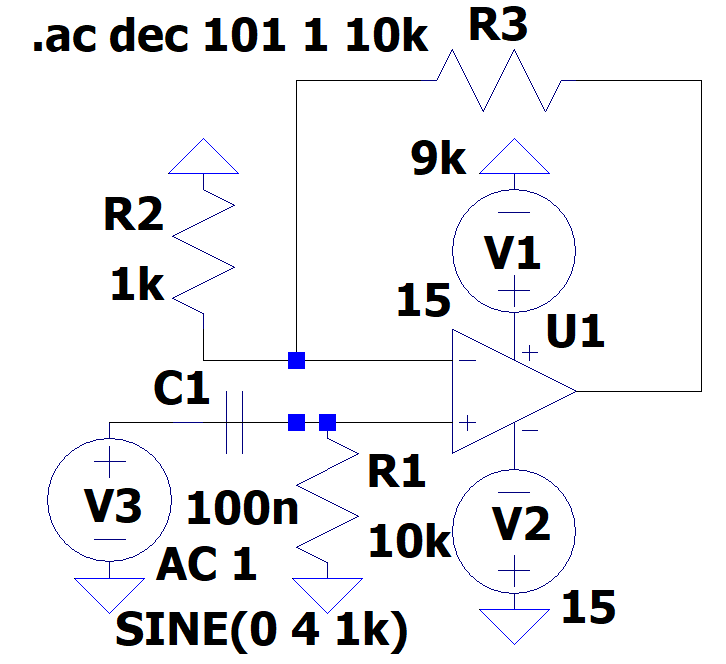 .ac dec 101 1 10k
R3
9k
R2
V1
1k
15
U1
C1
R1
V3
100n
V2
10k
AC 1
15
SINE(0 4 1k)